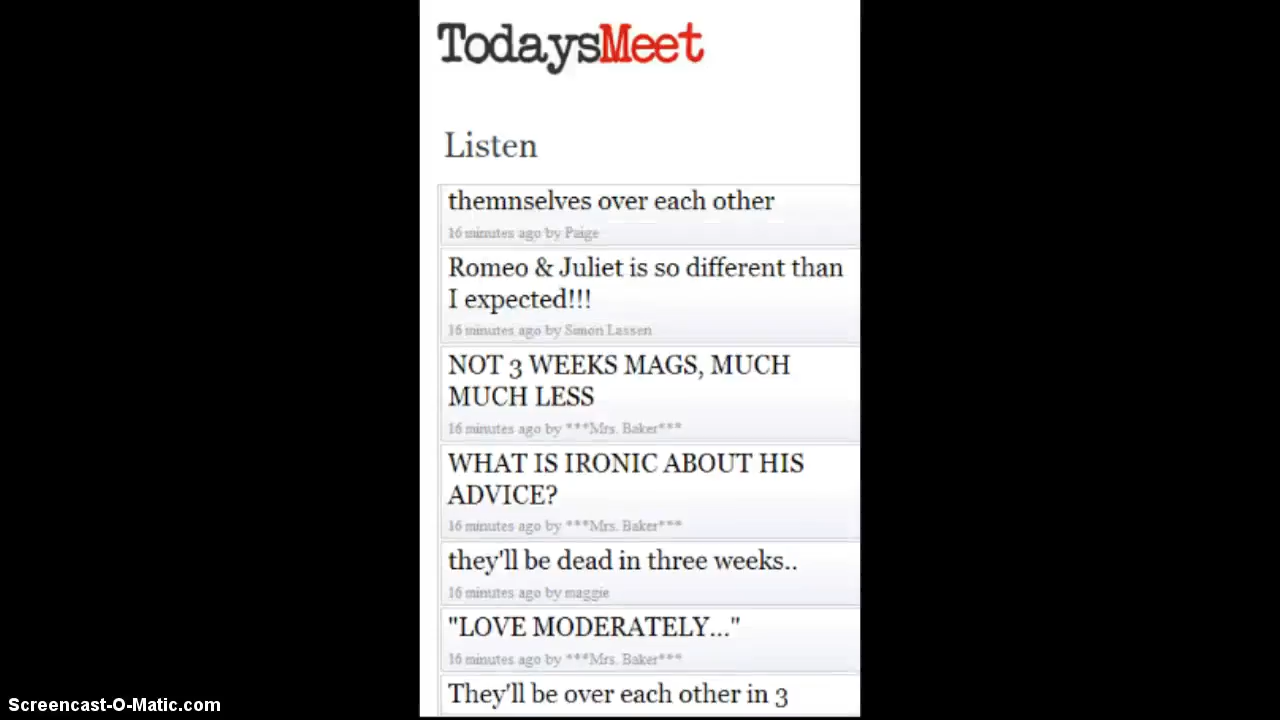 TodaysMeet
Listen
themnselves over each other
16 minutes ago by Paige
Romeo & Juliet is so different than
I expected!!!
16 minutes ago by Simon Lassen
NOT 3 WEEKS MAGS, MUCH
MUCH LESS
16 minutes ago by ***Mrs. Baker***
WHAT IS IRONIC ABOUT HIS
ADVICE?
16 minutes ago by ***Mrs. Baker***
they'll be dead in three weeks..
16 minutes ago by maggie
"LOVE MODERATELY..."
16 minutes ago by ***Mrs. Baker***
They'll be over each other in 3
Screencast-O-Matic.com